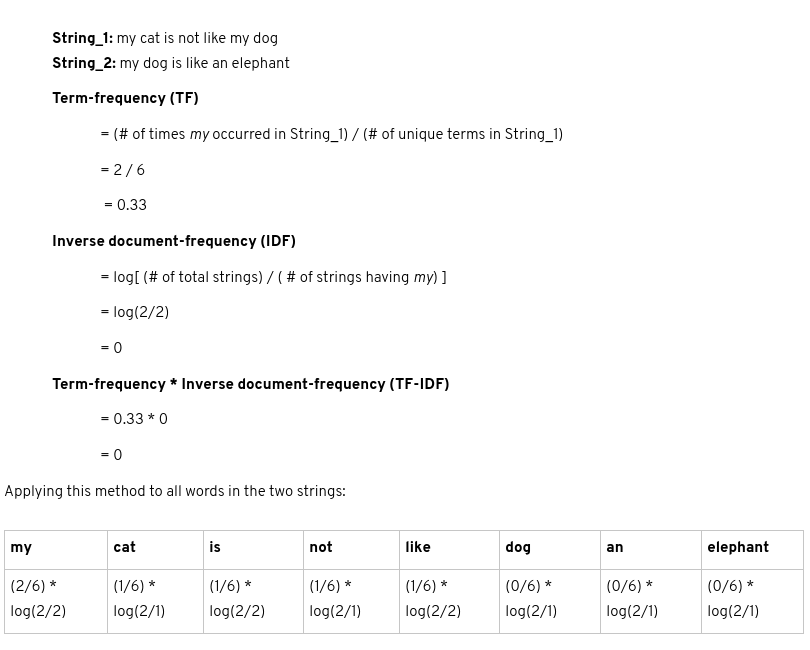 String_1: my cat is not like my dog
String_2: my dog is like an elephant
Term-frequency (TF)
= (# of times my occurred in String_1) / (# of unique terms in String_1)
= 2 / 6
= 0.33
Inverse document-frequency (IDF)
= log[ (# of total strings) / ( # of strings having my) ]
= log(2/2)
= 0
Term-frequency * Inverse document-frequency (TF-IDF)
= 0.33 * 0
= 0
Applying this method to all words in the two strings:
my cat is not like dog an elephant
(2/6) * (1/6) * (1/6) * (1/6) * (1/6) * (0/6) * (0/6) * (0/6) *
log(2/2) log(2/1) log(2/2) log(2/1) log(2/2) log(2/1) log(2/1) log(2/1)